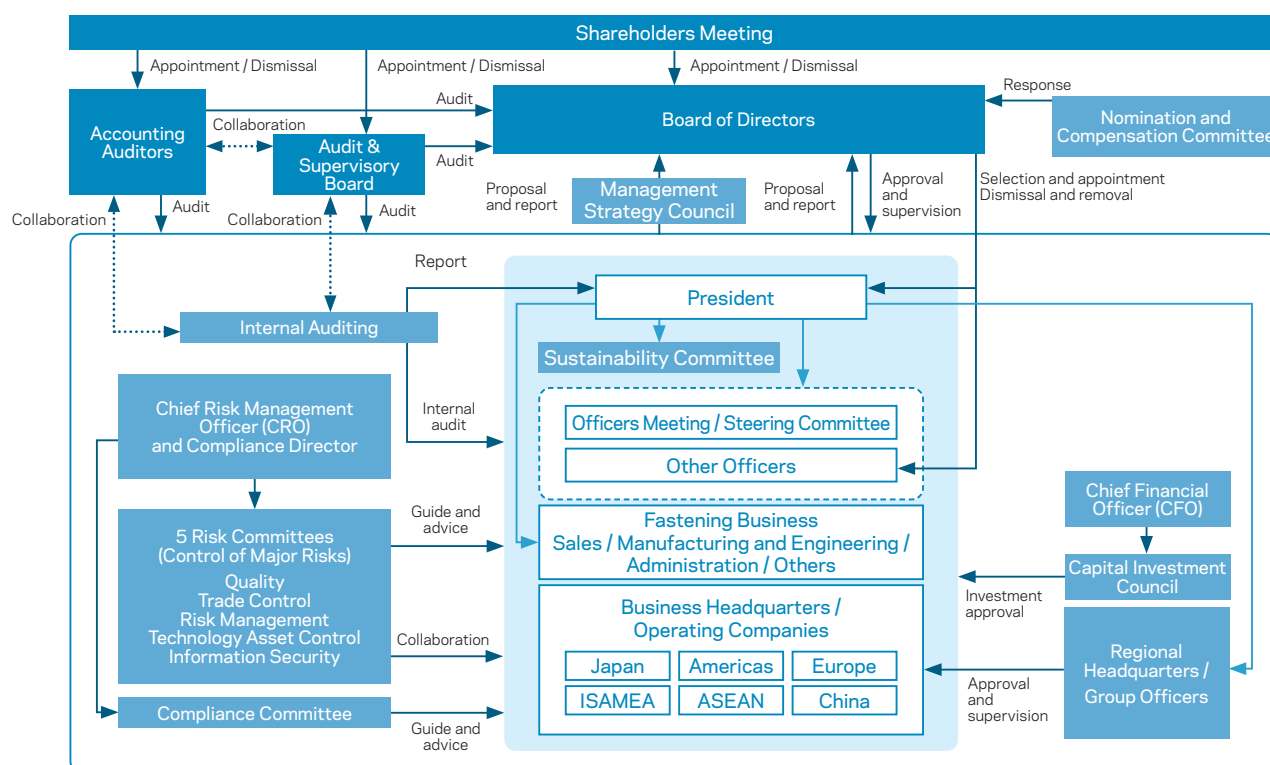 Shareholders Meeting
Appointment / Dismissal
Appointment / Dismissal
Appointment / Dismissal
Accounting
Auditors
Collaboration
Audit
Audit &
Supervisory
Board
Audit
Board of Directors
Response
Nomination and
Compensation Committee
Collaboration
Audit
Collaboration
Audit
Proposal
and report
Management
Strategy Council
Proposal
and report
Approval
and
supervision
Selection and appointment
Dismissal and removal
Report
Internal Auditing
President
Sustainability Committee
Chief Risk Management
Officer (CRO)
and Compliance Director
Internal
audit
Officers Meeting / Steering Committee
Other Officers
5 Risk Committees
(Control of Major Risks)
Quality
Trade Control
Risk Management
Technology Asset Control
Information Security
Guide and
advice
Fastening Business
Sales / Manufacturing and Engineering /
Administration / Others
Chief Financial
Officer (CFO)
Capital Investment
Council
Investment
approval
Collaboration
Business Headquarters /
Operating Companies
Japan
Americas
Europe
ISAMEA
ASEAN
China
Regional
Headquarters /
Group Officers
Approval
and
supervision
Compliance Committee
Guide and
advice